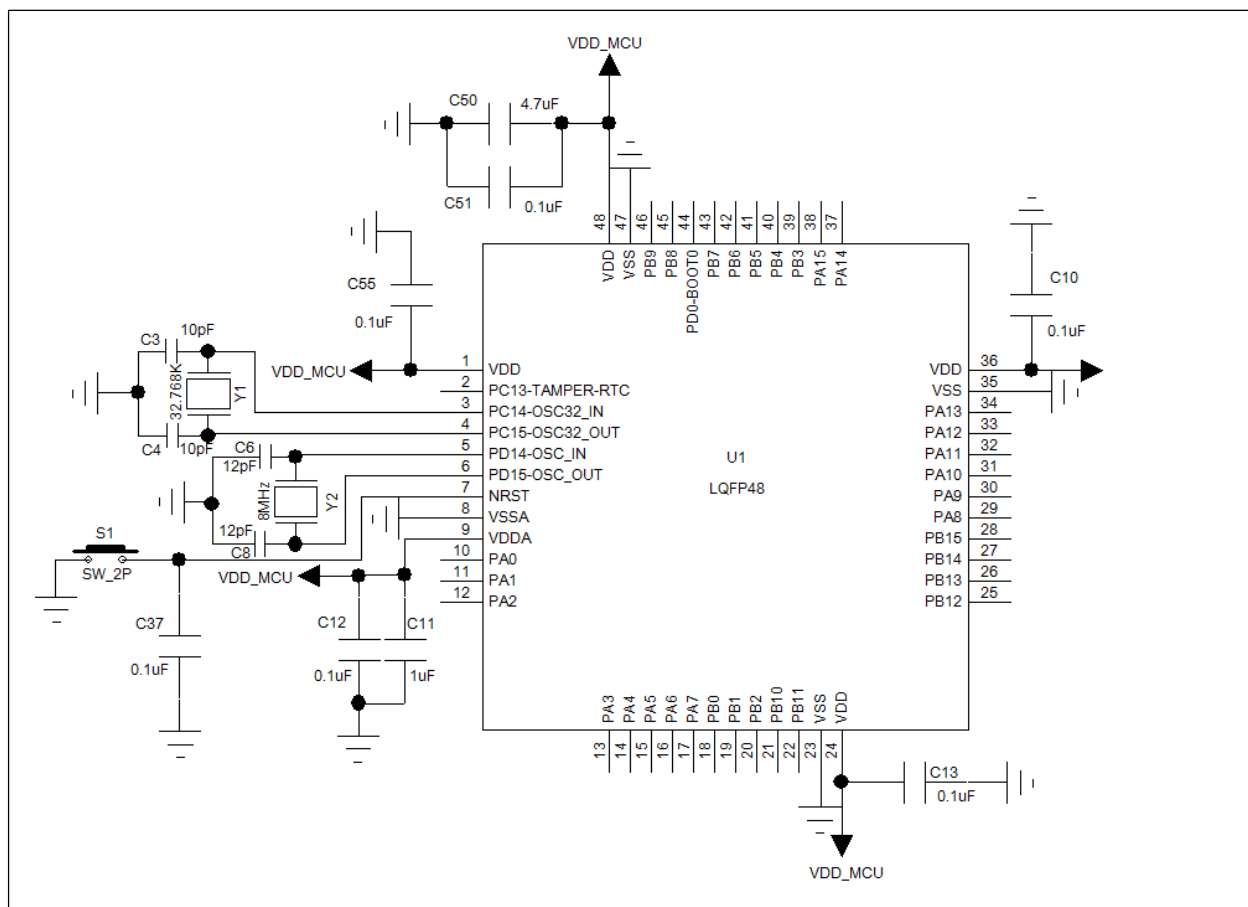 VDD_MCU
C50
4.7uF
C51
0.1uF
48
47
46
45
44
43
42
41
40
39
38
37
VDD
VSS
PB9
PB8
PD0-BOOT0
PB7
PB6
PB5
PB4
PB3
PA15
PA14
C55
0.1uF
C10
0.1uF
C3
10pF
32.768K
Y1
C4
10pF
VDD_MCU
1 VDD
2 PC13-TAMPER-RTC
3 PC14-OSC32_IN
4 PC15-OSC32_OUT
5 PD14-OSC_IN
6 PD15-OSC_OUT
7 NRST
8 VSSA
9 VDDA
10 PA0
11 PA1
12 PA2
U1
LQFP48
VDD 36
VSS 35
PA13 34
PA12 33
PA11 32
PA10 31
PA9 30
PA8 29
PB15 28
PB14 27
PB13 26
PB12 25
C6
12pF
8MHz
Y2
12pF
C8
S1
SW_2P
VDD_MCU
C37
0.1uF
C12
0.1uF
C11
1uF
PA3
PA4
PA5
PA6
PA7
PB0
PB1
PB2
PB10
PB11
VSS
VDD
13
14
15
16
17
18
19
20
21
22
23
24
C13
0.1uF
VDD_MCU